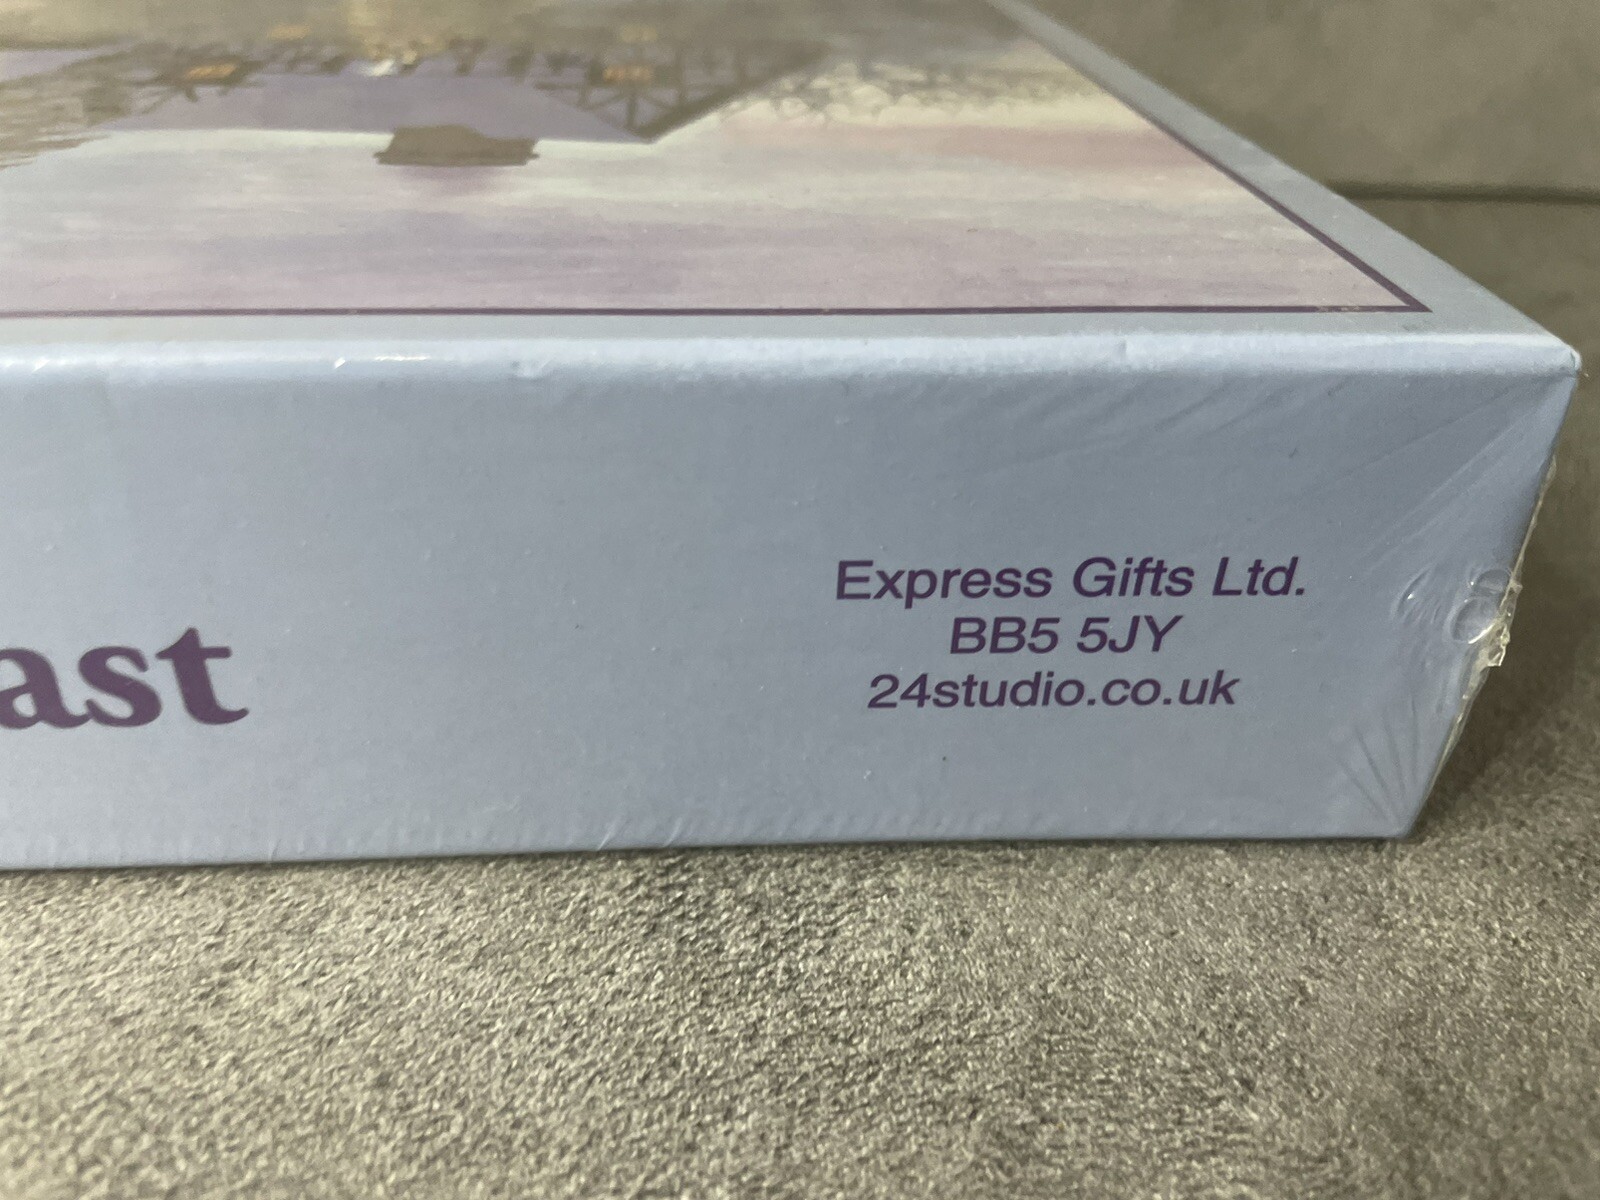 ast
Express Gifts Ltd.
BB5 5JY
24studio.co.uk